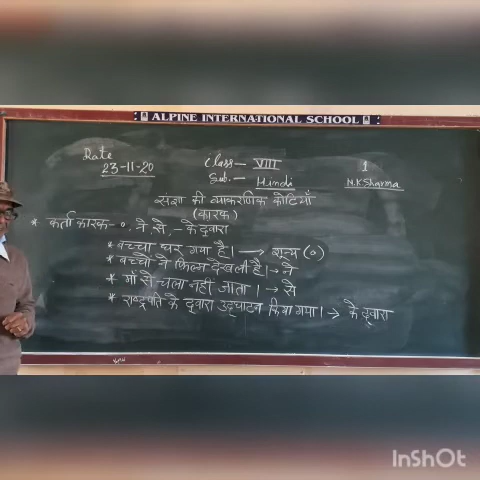 ALPINE INTERNATIONAL SCHOOL
Date 23-11-20
Class- VIII
Sub.- Hindi
1
N.K Sharma
संज्ञा की व्याकरणिक कोटियाँ
(कारक)
* कर्ता कारक- ०, ने, से, - के द्वारा
* बच्चा घर गया है। → शून्य (०)
* बच्चों ने फ़िल्म देखली है। → ने
* माँ से चला नहीं जाता। → से
* राष्ट्रपति के द्वारा उद्घाटन किया गया। → के द्वारा
InShOt